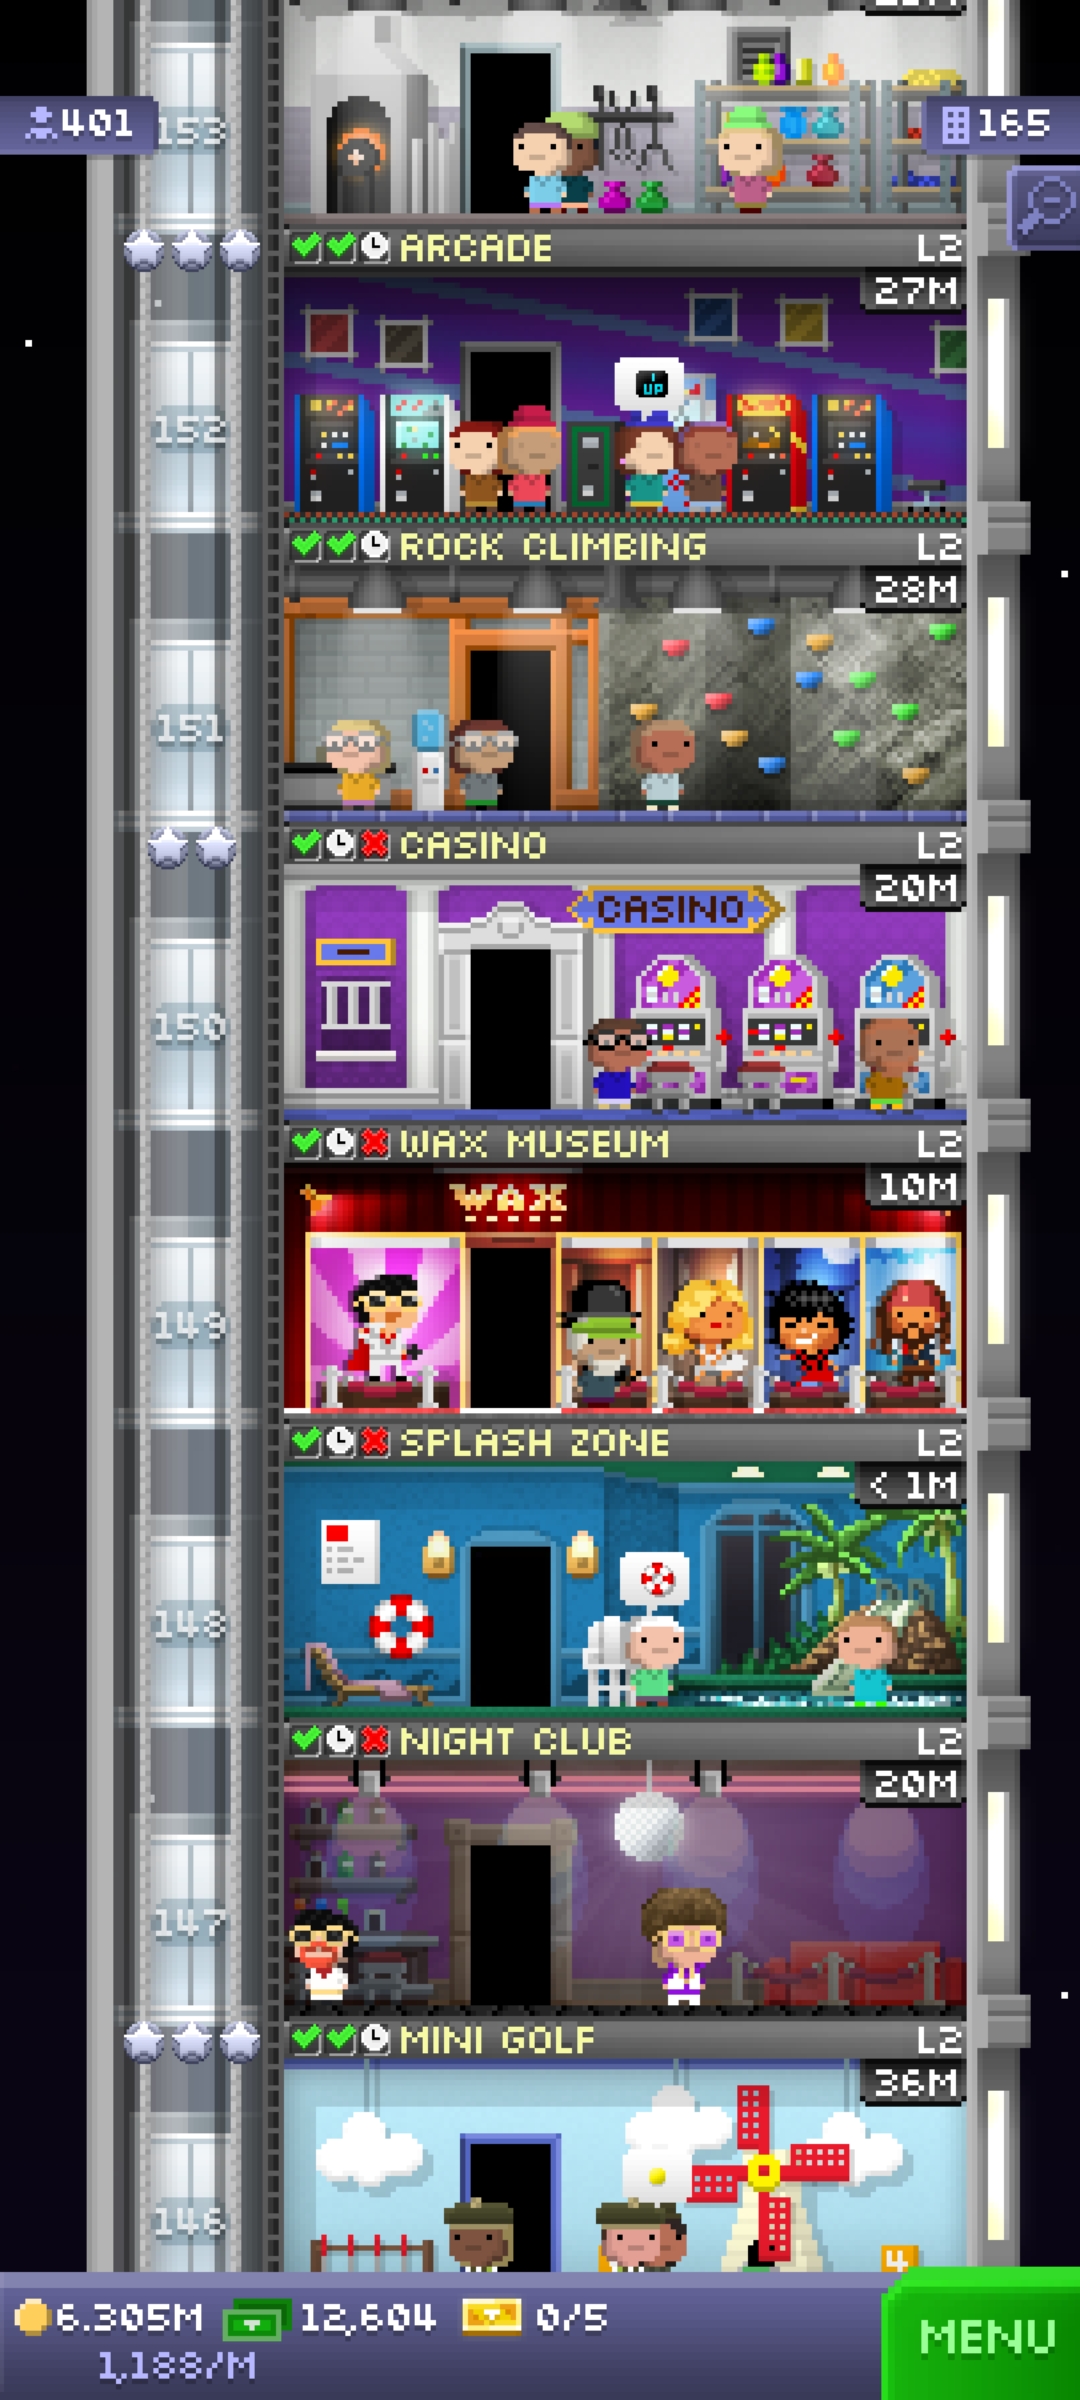 401
153
165
ARCADE L2
27M
1
UP
152
ROCK CLIMBING L2
28M
151
CASINO L2
20M
CASINO
150
WAX MUSEUM L2
10M
WAX
149
SPLASH ZONE L2
< 1M
148
NIGHT CLUB L2
20M
147
MINI GOLF L2
36M
146
4
6.305M 12,604 0/5
1,188/M
MENU